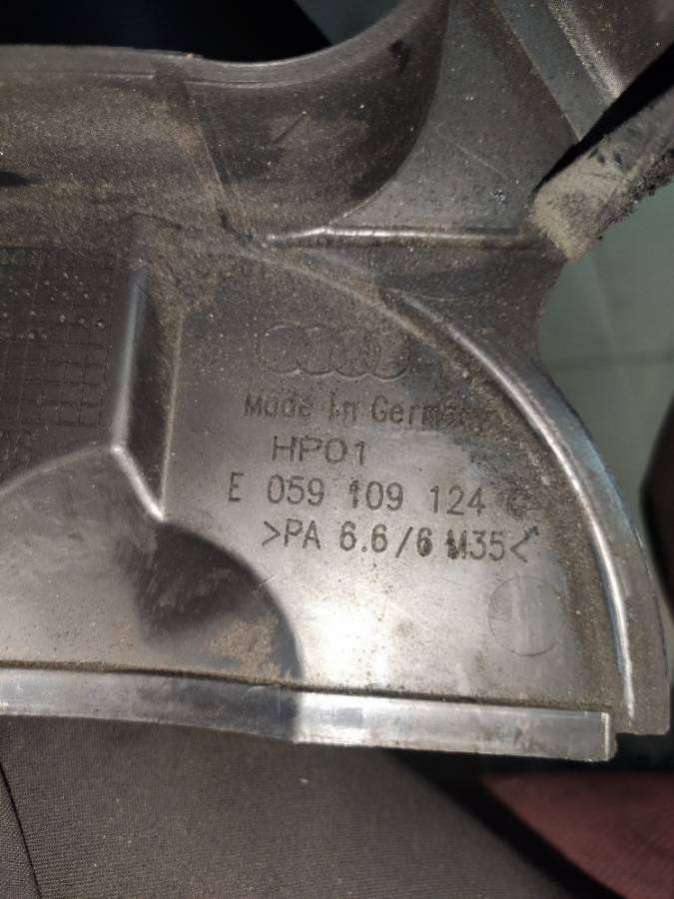 Made In Germany
HP01
E 059 109 124
>PA 6.6/6 M35<